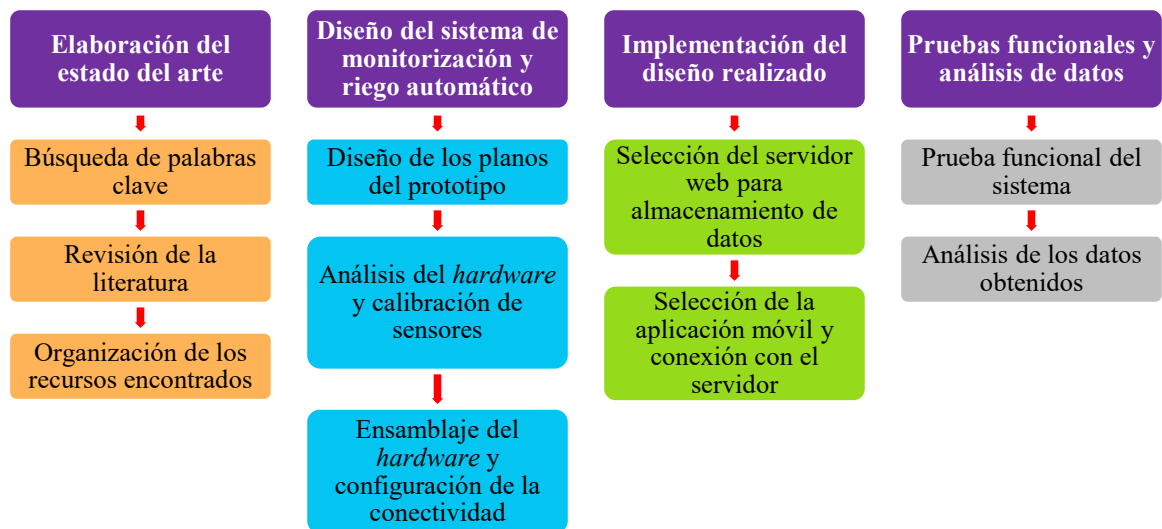 Elaboración del
estado del arte
Búsqueda de palabras
clave
Revisión de la
literatura
Organización de los
recursos encontrados
Diseño del sistema de
monitorización y
riego automático
Diseño de los planos
del prototipo
Análisis del hardware
y calibración de
sensores
Ensamblaje del
hardware y
configuración de la
conectividad
Implementación del
diseño realizado
Selección del servidor
web para
almacenamiento de
datos
Selección de la
aplicación móvil y
conexión con el
servidor
Pruebas funcionales y
análisis de datos
Prueba funcional del
sistema
Análisis de los datos
obtenidos